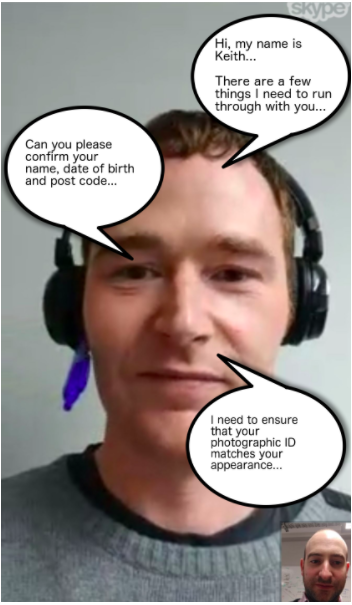 skype
Hi, my name is
Keith...
There are a few
things I need to run
through with you...
Can you please
confirm your
name, date of birth
and post code...
I need to ensure
that your
photographic ID
matches your
appearance...